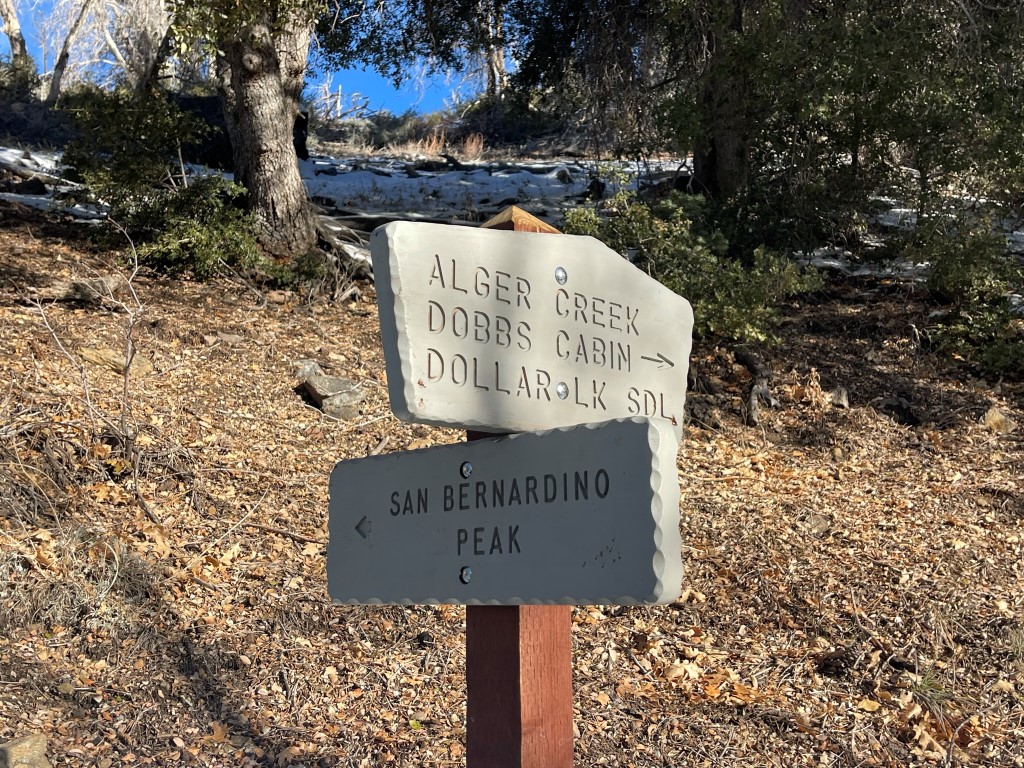 ALGER CREEK
DOBBS CABIN →
DOLLAR LK SDL
SAN BERNARDINO
← PEAK